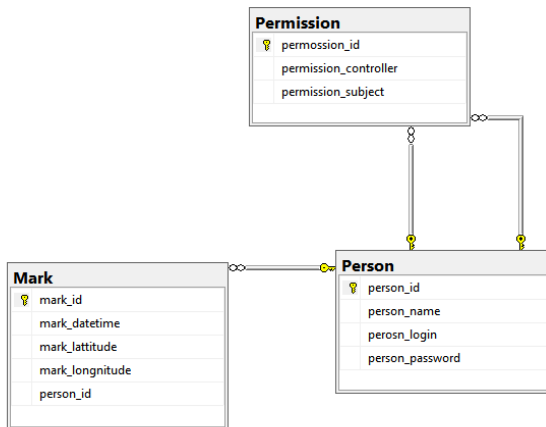 Permission
permossion_id
permission_controller
permission_subject
Mark
mark_id
mark_datetime
mark_lattitude
mark_longnitude
person_id
Person
person_id
person_name
perosn_login
person_password